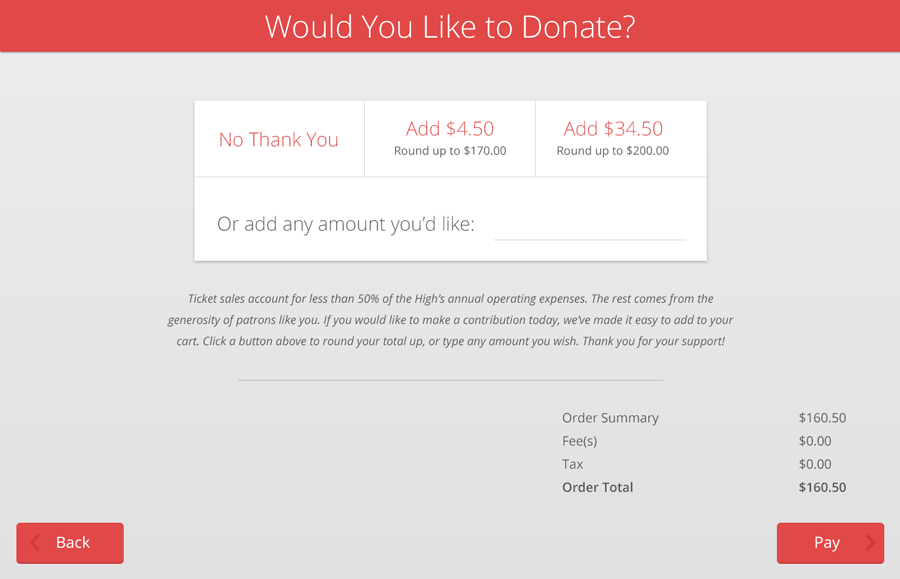 Would You Like to Donate?
No Thank You
Add $4.50
Round up to $170.00
Add $34.50
Round up to $200.00
Or add any amount you’d like:
Ticket sales account for less than 50% of the High’s annual operating expenses. The rest comes from the
generosity of patrons like you. If you would like to make a contribution today, we’ve made it easy to add to your
cart. Click a button above to round your total up, or type any amount you wish. Thank you for your support!
Order Summary $160.50
Fee(s) $0.00
Tax $0.00
Order Total $160.50
Back
Pay